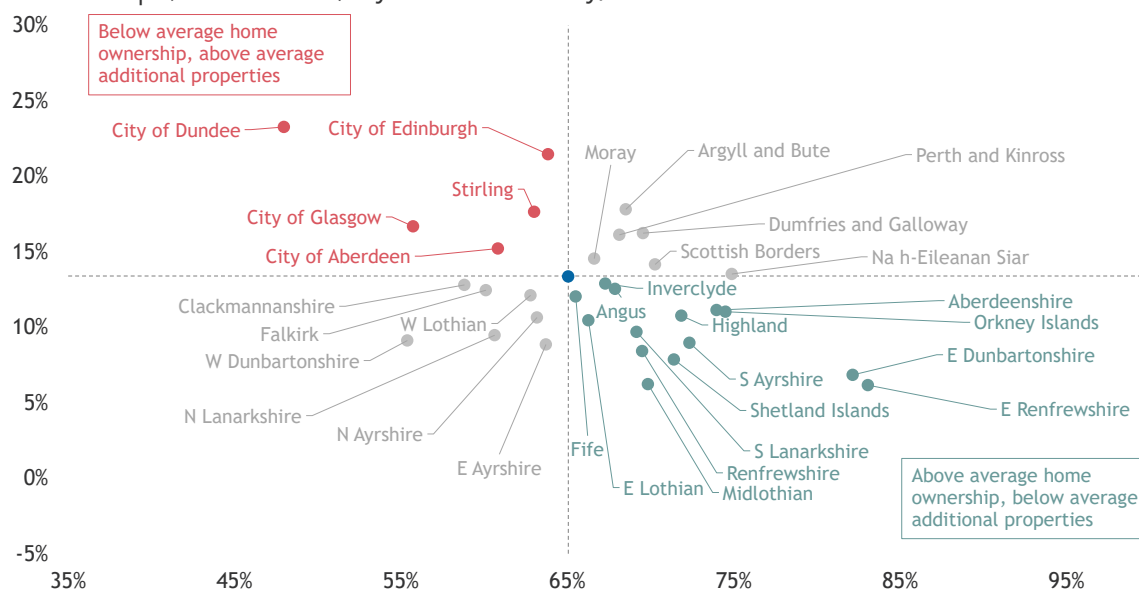 30%
Below average home
ownership, above average
additional properties
25%
City of Dundee
City of Edinburgh
20%
Moray
Argyll and Bute
Perth and Kinross
Stirling
City of Glasgow
Dumfries and Galloway
15%
City of Aberdeen
Scottish Borders
Na h-Eileanan Siar
Clackmannanshire
Inverclyde
Aberdeenshire
Falkirk
W Lothian
Angus
Highland
Orkney Islands
10%
W Dunbartonshire
E Dunbartonshire
S Ayrshire
N Lanarkshire
Shetland Islands
E Renfrewshire
5%
N Ayrshire
Fife
S Lanarkshire
E Ayrshire
Renfrewshire
0%
E Lothian
Midlothian
Above average home
ownership, below average
additional properties
-5%
35%
45%
55%
65%
75%
85%
95%